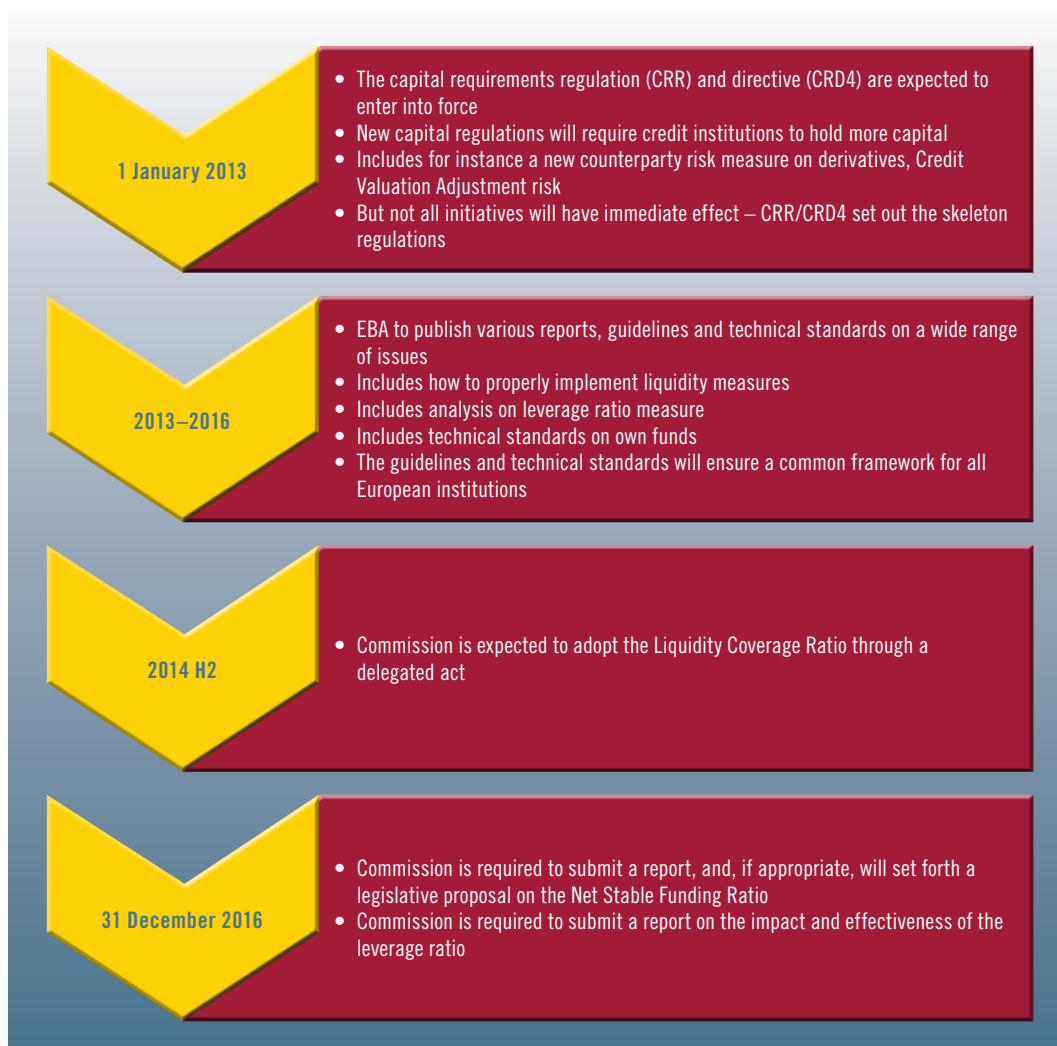 1 January 2013
• The capital requirements regulation (CRR) and directive (CRD4) are expected to
enter into force
• New capital regulations will require credit institutions to hold more capital
• Includes for instance a new counterparty risk measure on derivatives, Credit
Valuation Adjustment risk
• But not all initiatives will have immediate effect – CRR/CRD4 set out the skeleton
regulations
2013–2016
• EBA to publish various reports, guidelines and technical standards on a wide range
of issues
• Includes how to properly implement liquidity measures
• Includes analysis on leverage ratio measure
• Includes technical standards on own funds
• The guidelines and technical standards will ensure a common framework for all
European institutions
2014 H2
• Commission is expected to adopt the Liquidity Coverage Ratio through a
delegated act
31 December 2016
• Commission is required to submit a report, and, if appropriate, will set forth a
legislative proposal on the Net Stable Funding Ratio
• Commission is required to submit a report on the impact and effectiveness of the
leverage ratio